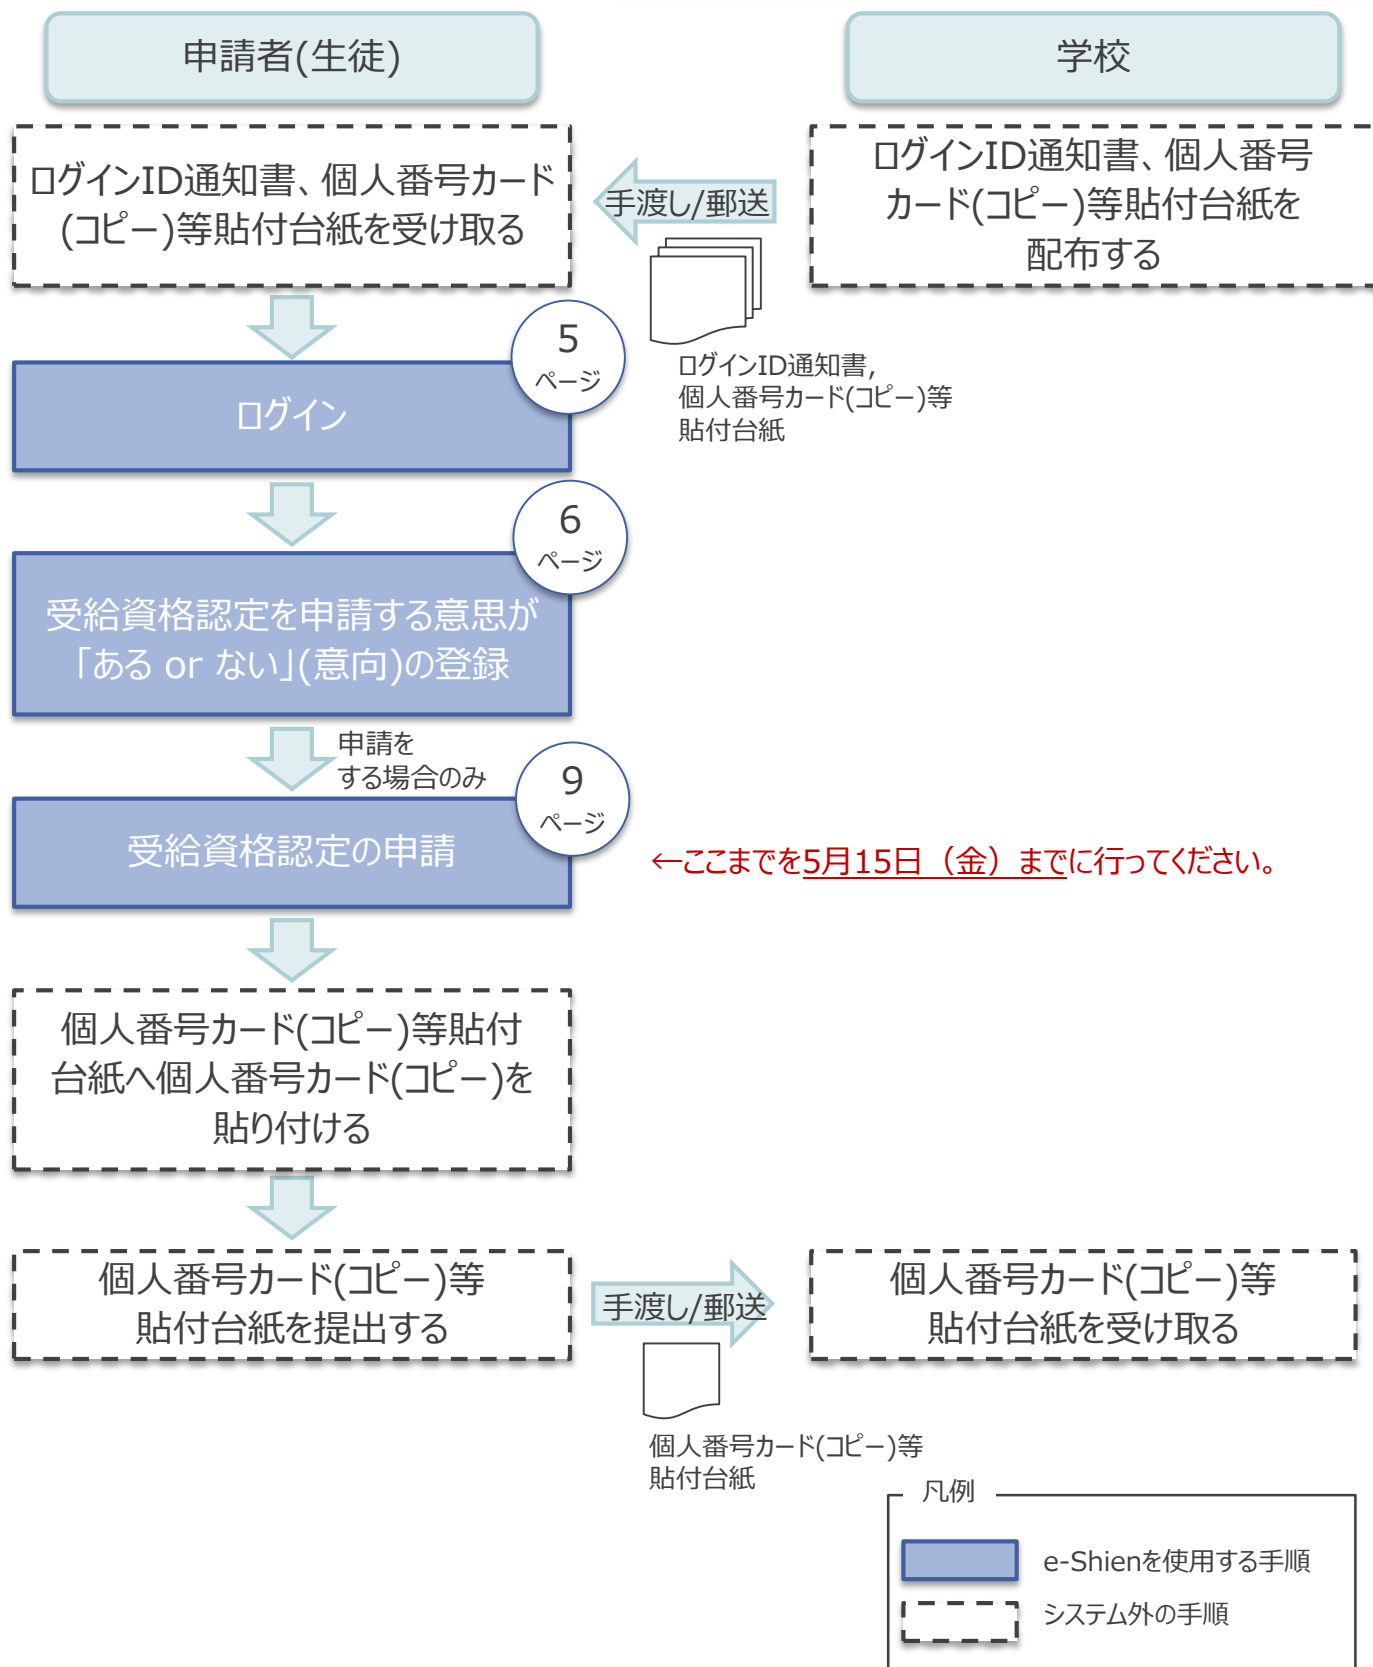 申請者(生徒)
学校
ログインID通知書、個人番号カード
(コピー)等貼付台紙を受け取る
手渡し/郵送
ログインID通知書、個人番号
カード(コピー)等貼付台紙を
配布する
ログインID通知書,
個人番号カード(コピー)等
貼付台紙
5
ページ
ログイン
6
ページ
受給資格認定を申請する意思が
「ある or ない」(意向)の登録
申請を
する場合のみ
9
ページ
受給資格認定の申請
←ここまでを5月15日（金）までに行ってください。
個人番号カード(コピー)等貼付
台紙へ個人番号カード(コピー)を
貼り付ける
個人番号カード(コピー)等
貼付台紙を提出する
手渡し/郵送
個人番号カード(コピー)等
貼付台紙を受け取る
個人番号カード(コピー)等
貼付台紙
凡例
e-Shienを使用する手順
システム外の手順